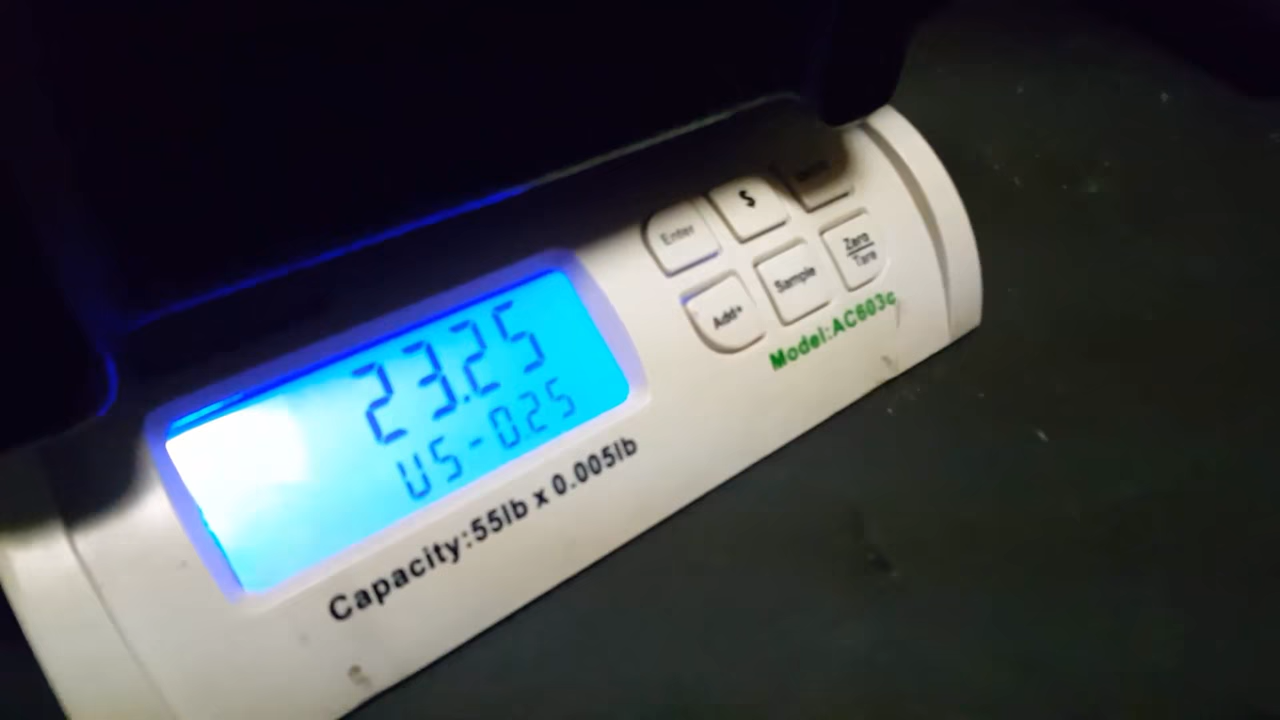 23.25
US-0.25
Capacity:55lb x 0.005lb
Enter $
Add+ Sample Zero/Tare
Model:AC603c